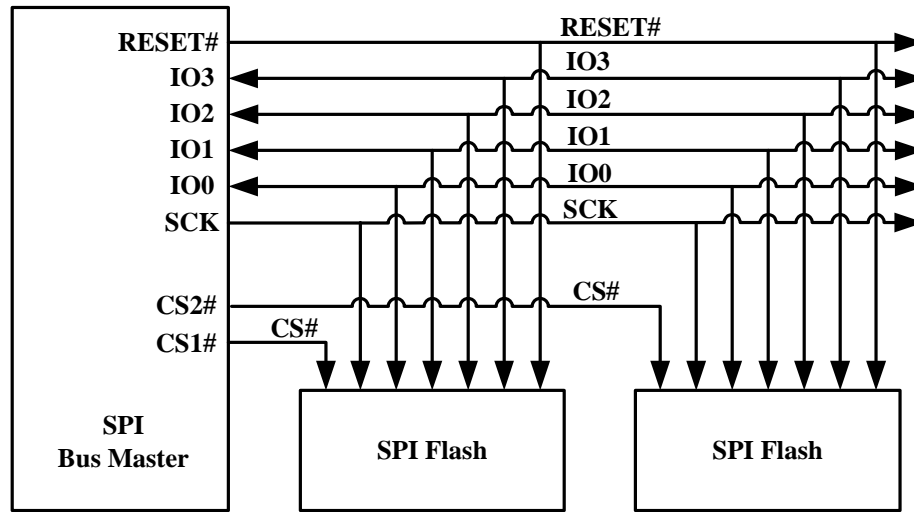 RESET#
RESET#
IO3
IO3
IO2
IO2
IO1
IO1
IO0
IO0
SCK
SCK
CS2#
CS#
CS1#
CS#
SPI
Bus Master
SPI Flash
SPI Flash